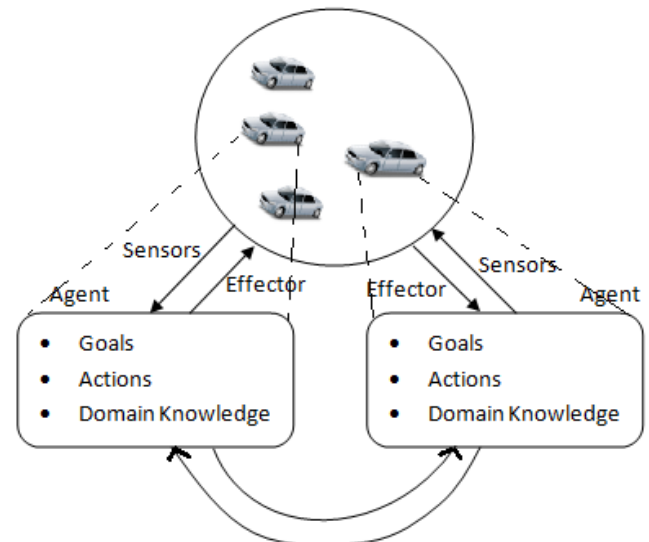 Sensors
Effector
Agent
• Goals
• Actions
• Domain Knowledge
Sensors
Effector
Agent
• Goals
• Actions
• Domain Knowledge